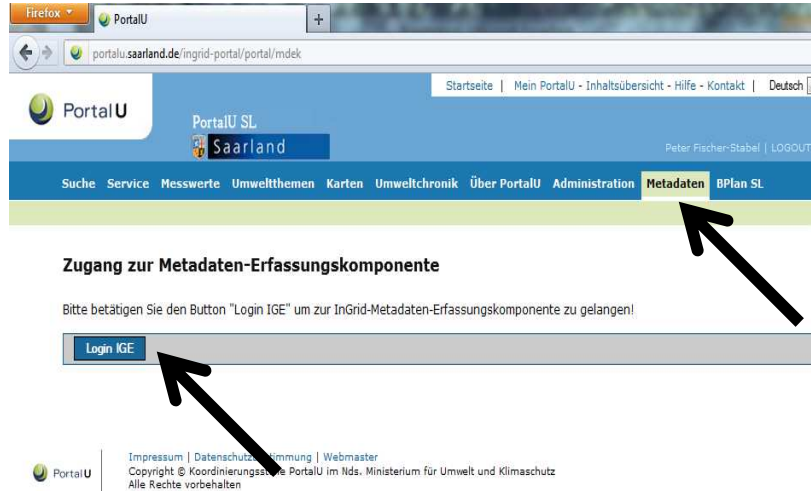 Firefox
PortalU
+
portalu.saarland.de/ingrid-portal/portal/mdek
Startseite | Mein PortalU - Inhaltsübersicht - Hilfe - Kontakt | Deutsch
PortalU
PortalU SL
Saarland
Peter Fischer-Stabel | LOGOUT
Suche Service Messwerte Umweltthemen Karten Umweltchronik Über PortalU Administration Metadaten BPlan SL
Zugang zur Metadaten-Erfassungskomponente
Bitte betätigen Sie den Button "Login IGE" um zur InGrid-Metadaten-Erfassungskomponente zu gelangen!
Login IGE
Impressum | Datenschutzbestimmung | Webmaster
PortalU
Copyright © Koordinierungsstelle PortalU im Nds. Ministerium für Umwelt und Klimaschutz
Alle Rechte vorbehalten